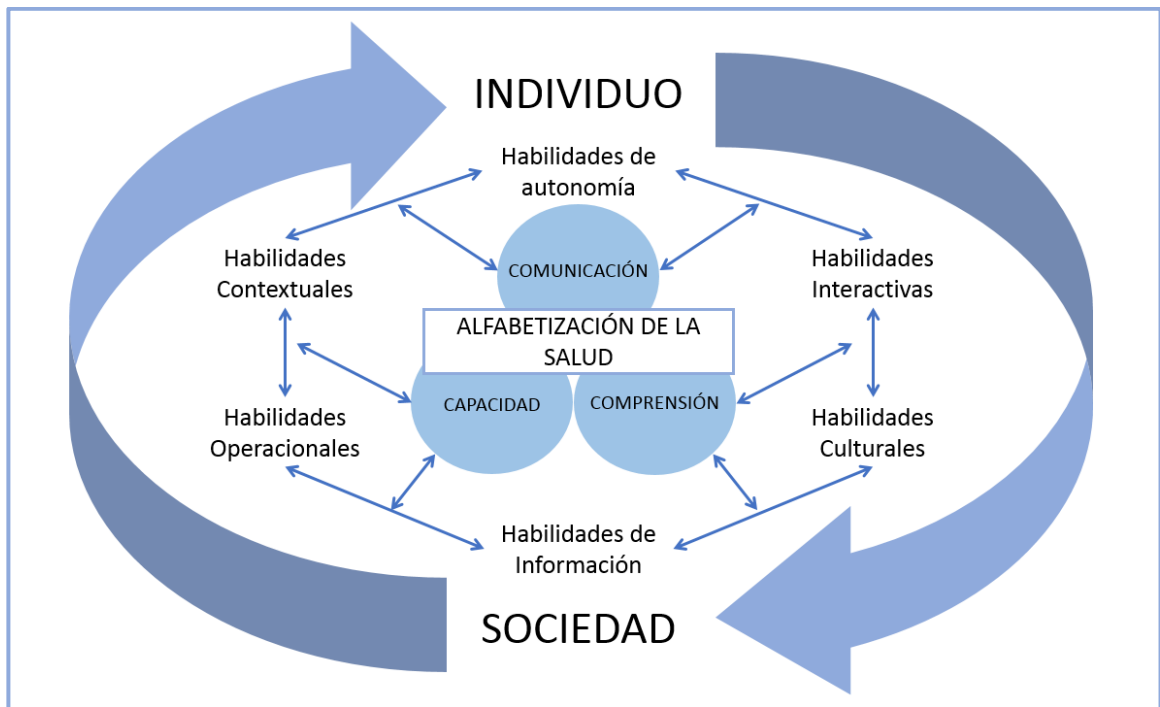 INDIVIDUO
Habilidades de
autonomía
Habilidades
Contextuales
COMUNICACIÓN
Habilidades
Interactivas
ALFABETIZACIÓN DE LA
SALUD
Habilidades
Operacionales
CAPACIDAD
COMPRENSIÓN
Habilidades
Culturales
Habilidades de
Información
SOCIEDAD